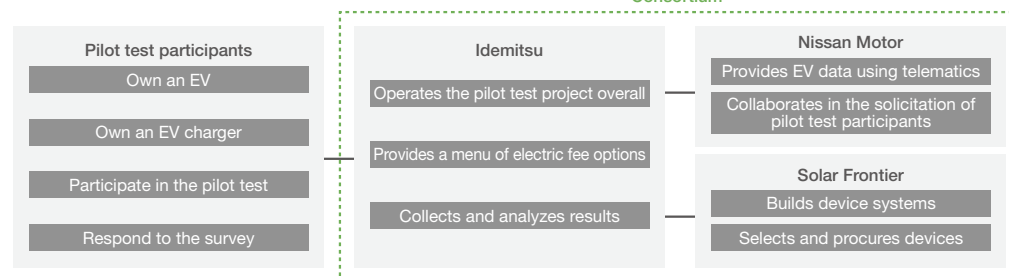 Consortium
Pilot test participants
Own an EV
Own an EV charger
Participate in the pilot test
Respond to the survey
Idemitsu
Operates the pilot test project overall
Provides a menu of electric fee options
Collects and analyzes results
Nissan Motor
Provides EV data using telematics
Collaborates in the solicitation of
pilot test participants
Solar Frontier
Builds device systems
Selects and procures devices